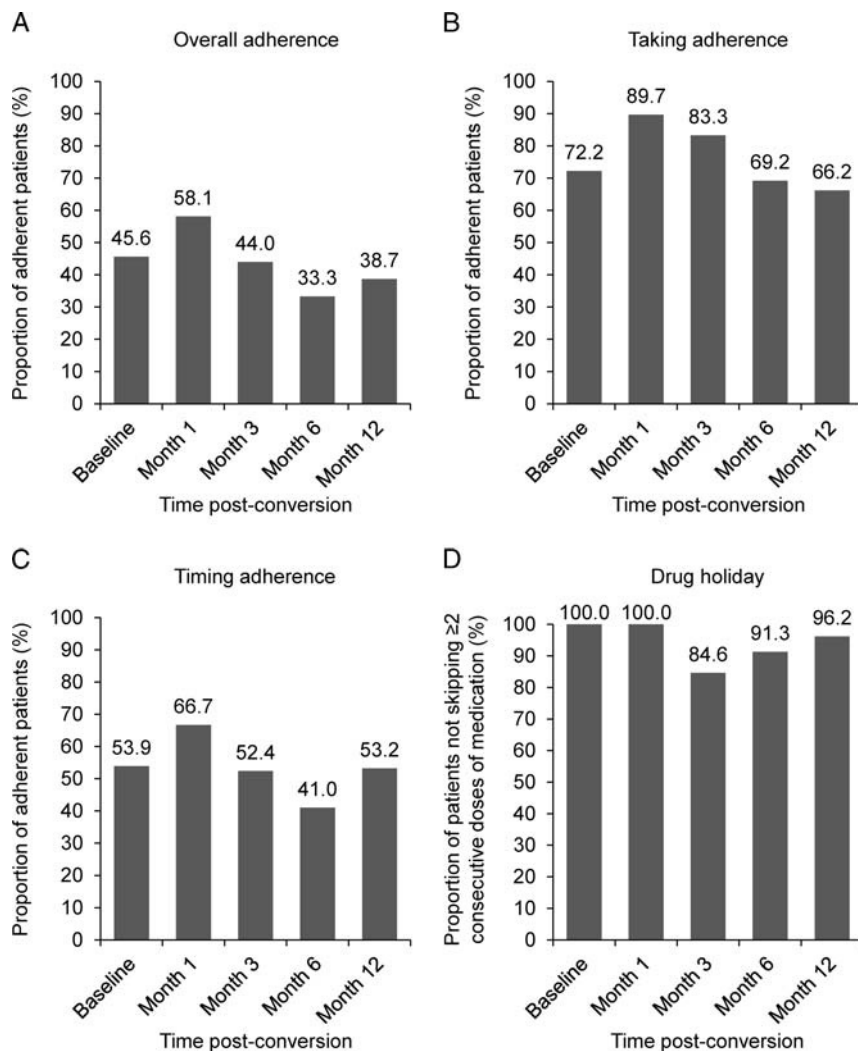 A
Overall adherence
Proportion of adherent patients (%)
100
90
80
70
60
50
40
30
20
10
0
45.6
58.1
44.0
33.3
38.7
Baseline
Month 1
Month 3
Month 6
Month 12
Time post-conversion
B
Taking adherence
Proportion of adherent patients (%)
100
90
80
70
60
50
40
30
20
10
0
72.2
89.7
83.3
69.2
66.2
Baseline
Month 1
Month 3
Month 6
Month 12
Time post-conversion
C
Timing adherence
Proportion of adherent patients (%)
100
90
80
70
60
50
40
30
20
10
0
53.9
66.7
52.4
41.0
53.2
Baseline
Month 1
Month 3
Month 6
Month 12
Time post-conversion
D
Drug holiday
Proportion of patients not skipping ≥2
consecutive doses of medication (%)
100
90
80
70
60
50
40
30
20
10
0
100.0
100.0
84.6
91.3
96.2
Baseline
Month 1
Month 3
Month 6
Month 12
Time post-conversion